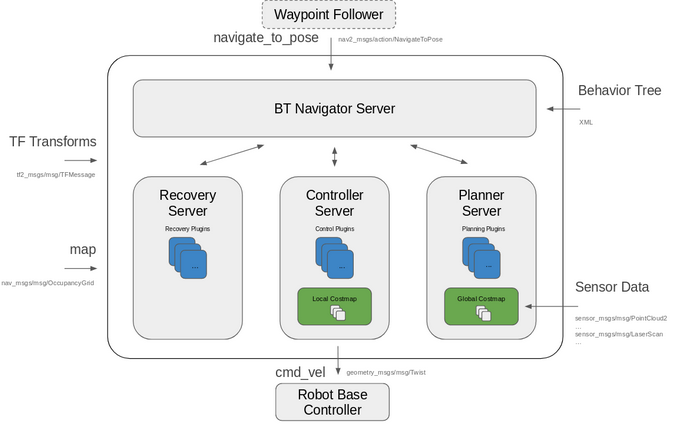 Waypoint Follower
navigate_to_pose
nav2_msgs/action/NavigateToPose
BT Navigator Server
Behavior Tree
XML
TF Transforms
tf2_msgs/msg/TFMessage
Recovery
Server
Recovery Plugins
...
Controller
Server
Control Plugins
...
Local Costmap
Planner
Server
Planning Plugins
...
Global Costmap
map
nav_msgs/msg/OccupancyGrid
Sensor Data
sensor_msgs/msg/PointCloud2
...
sensor_msgs/msg/LaserScan
...
cmd_vel
geometry_msgs/msg/Twist
Robot Base
Controller